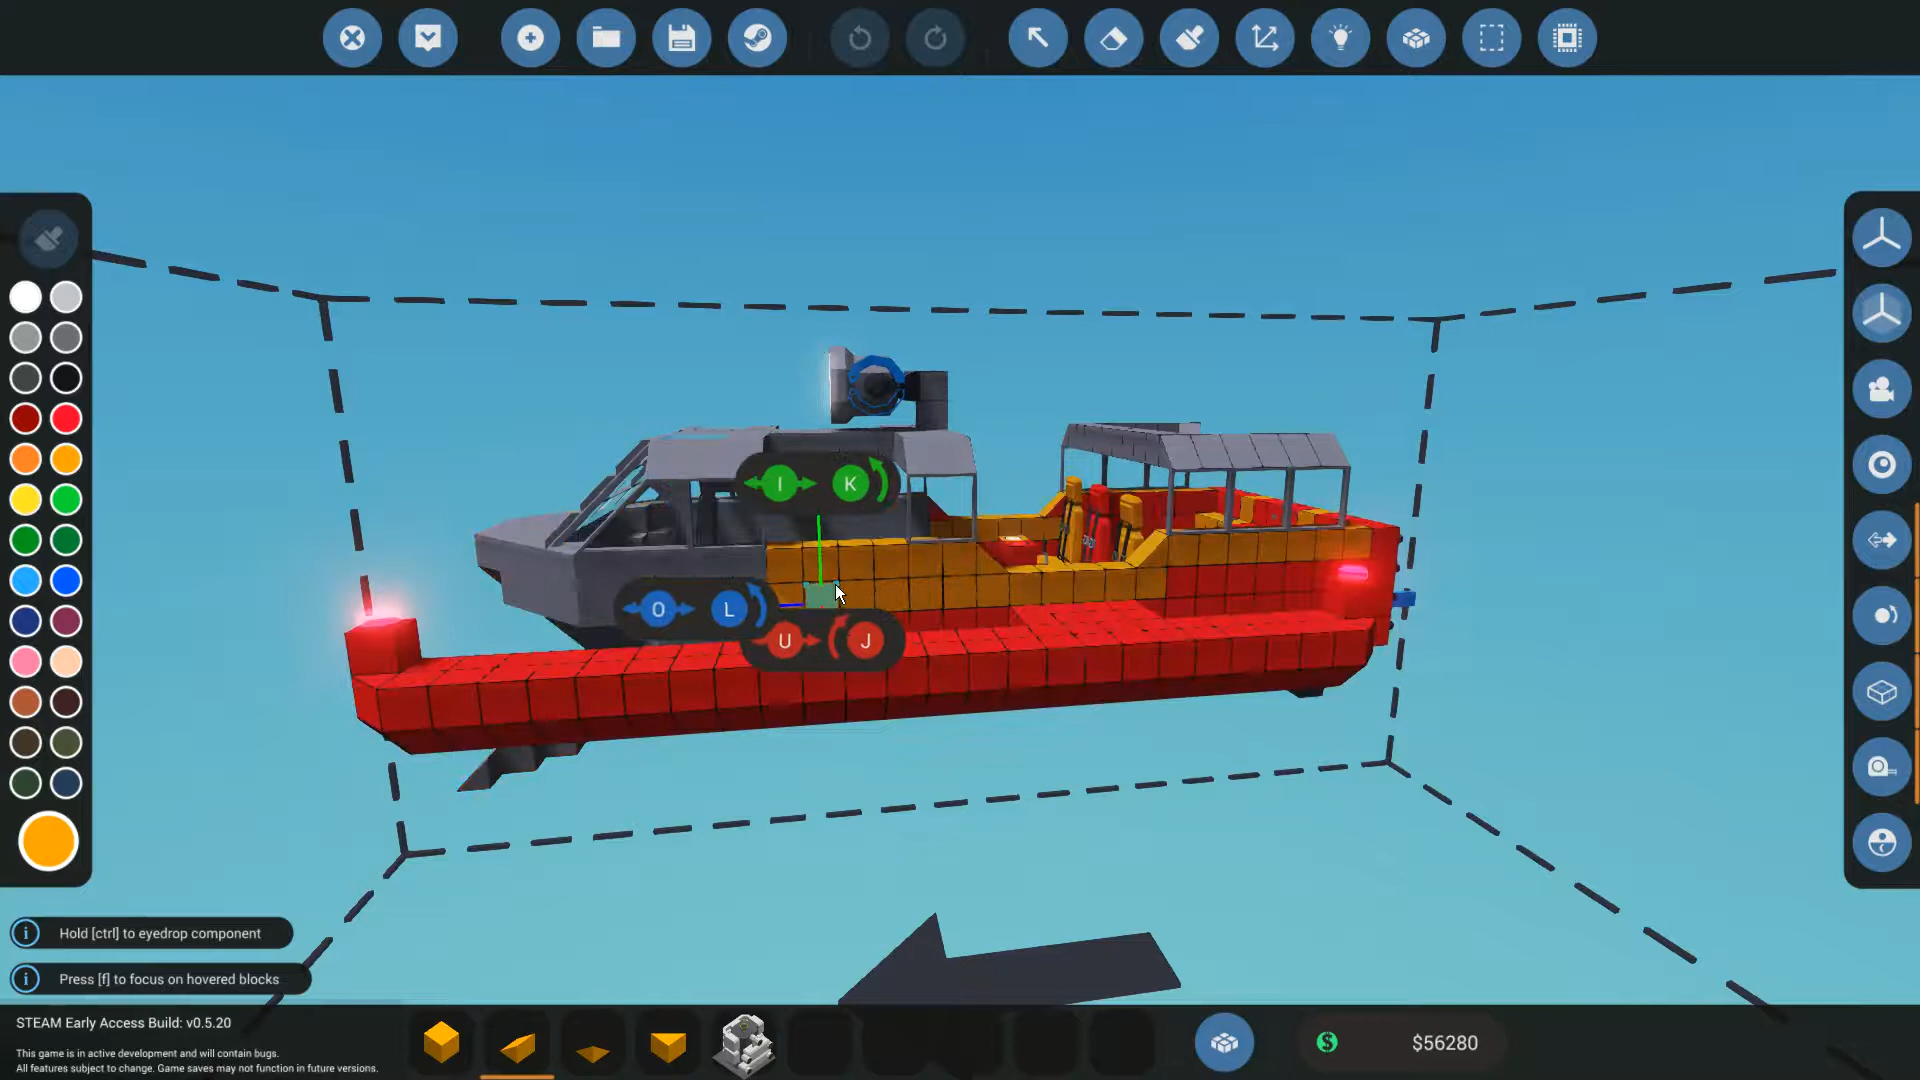 I K
O L
U J
Hold [ctrl] to eyedrop component
Press [f] to focus on hovered blocks
STEAM Early Access Build: v0.5.20
This game is in active development and will contain bugs.
All features subject to change. Game saves may not function in future versions.
$56280